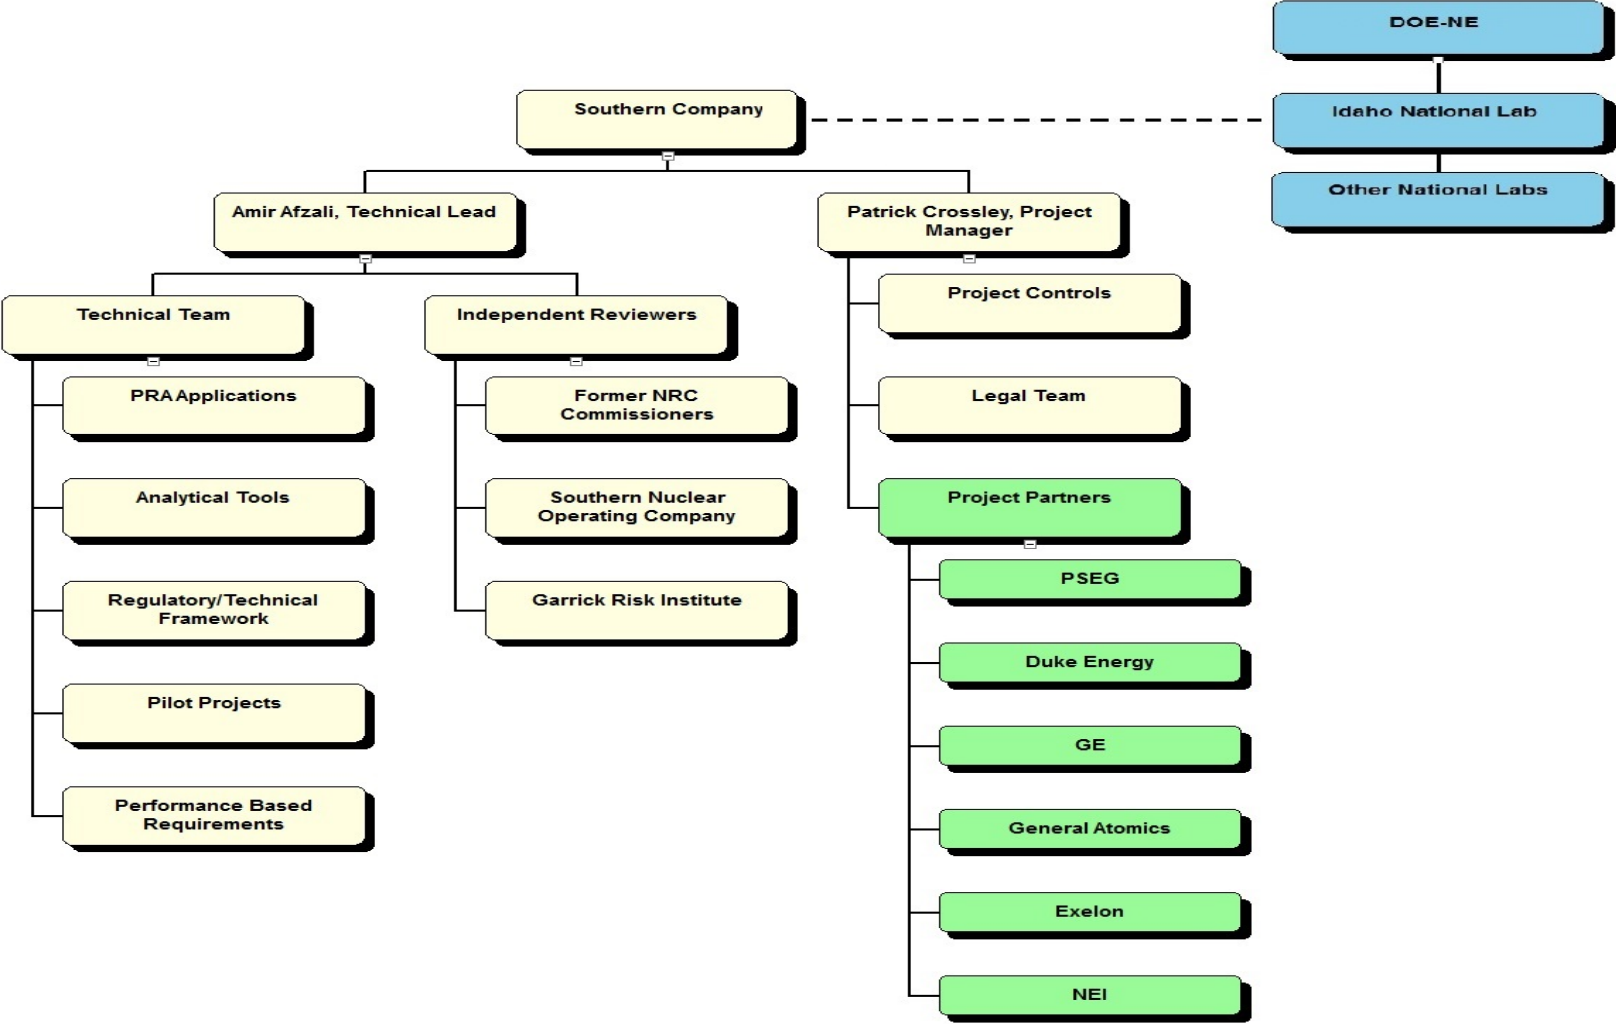 DOE-NE
Southern Company
Idaho National Lab
Other National Labs
Amir Afzali, Technical Lead
Patrick Crossley, Project
Manager
Technical Team
Independent Reviewers
Project Controls
PRA Applications
Former NRC
Commissioners
Legal Team
Analytical Tools
Southern Nuclear
Operating Company
Project Partners
Regulatory/Technical
Framework
Garrick Risk Institute
PSEG
Pilot Projects
Duke Energy
Performance Based
Requirements
GE
General Atomics
Exelon
NEI